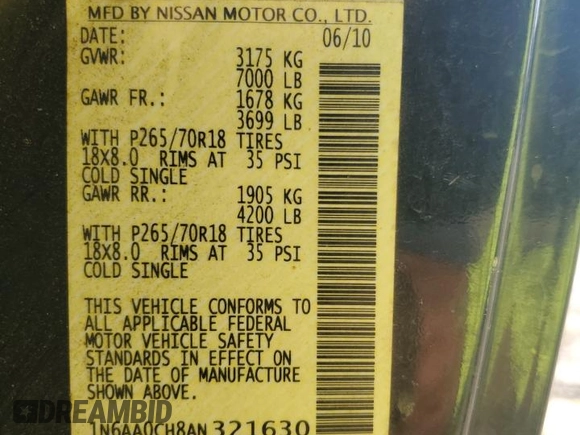 MFD BY NISSAN MOTOR CO., LTD.
DATE: 06/10
GVWR: 3175 KG
7000 LB
GAWR FR.: 1678 KG
3699 LB
WITH P265/70R18 TIRES
18X8.0 RIMS AT 35 PSI
COLD SINGLE
GAWR RR.: 1905 KG
4200 LB
WITH P265/70R18 TIRES
18X8.0 RIMS AT 35 PSI
COLD SINGLE
THIS VEHICLE CONFORMS TO
ALL APPLICABLE FEDERAL
MOTOR VEHICLE SAFETY
STANDARDS IN EFFECT ON
THE DATE OF MANUFACTURE
SHOWN ABOVE.
1N6AA0CH8AN321630
DREAMBID